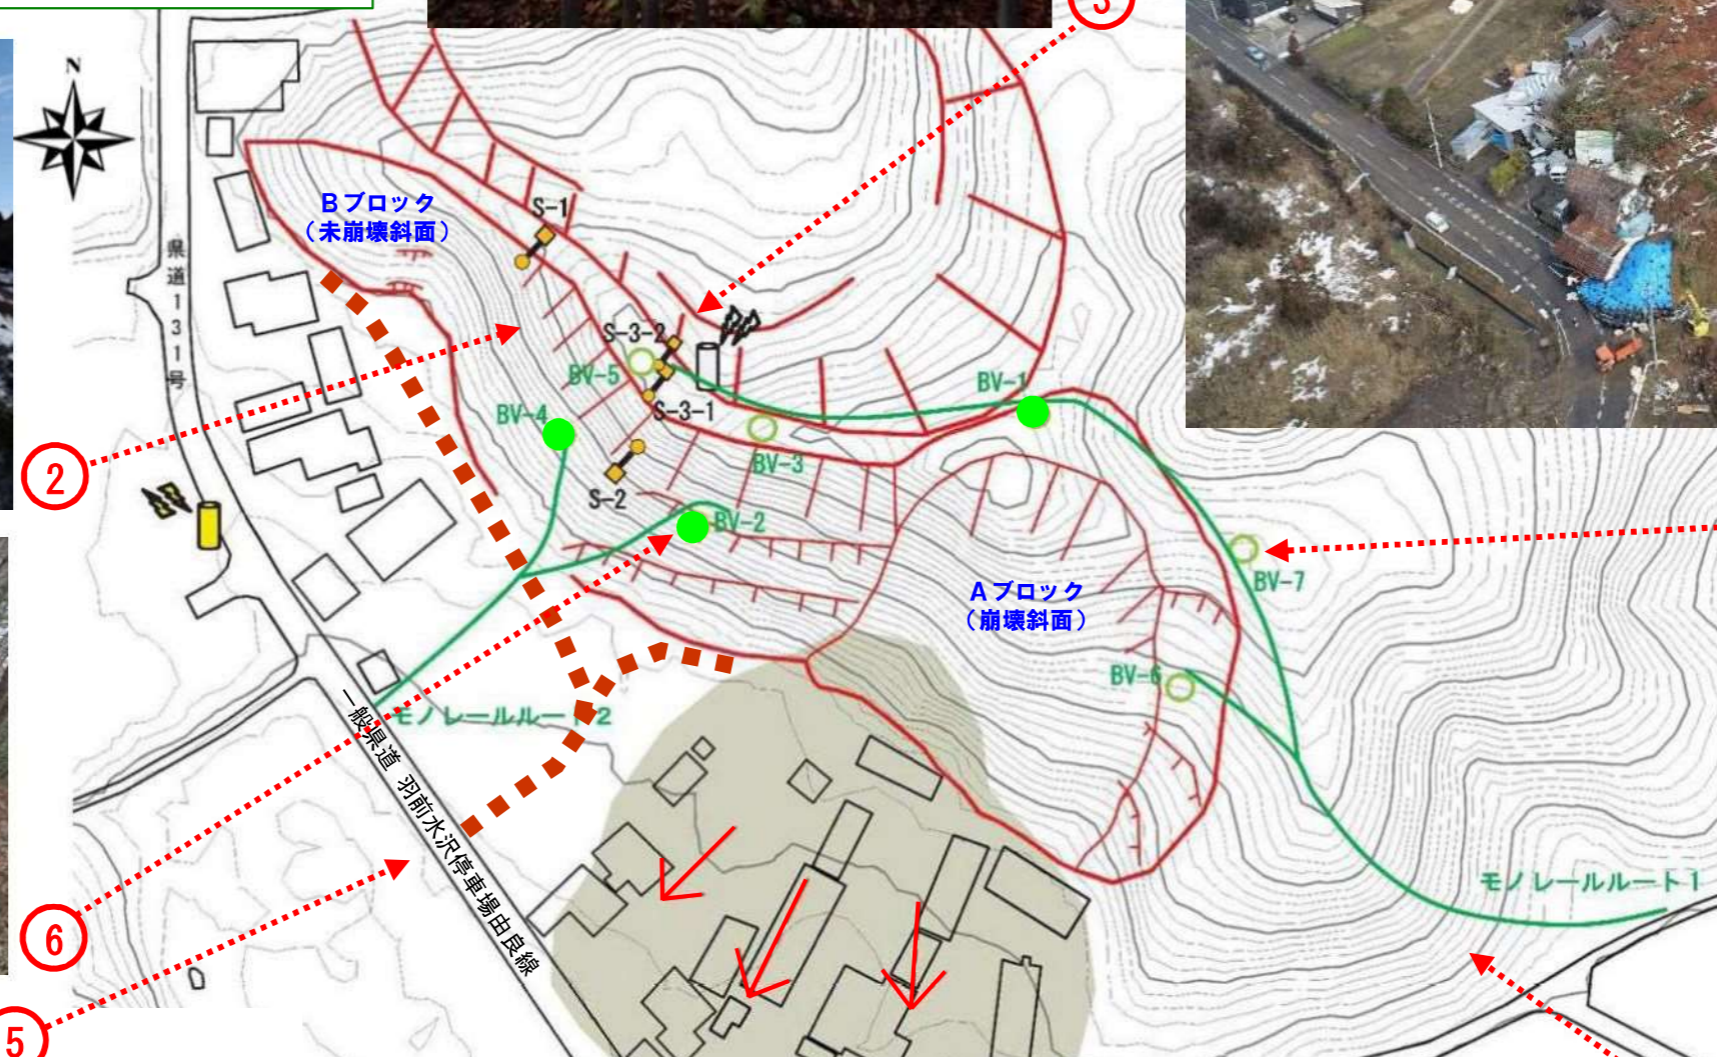 3
N
Bブロック
(未崩壊斜面)
S-1
県道131号
S-3-2
BV-5
BV-1
S-3-1
BV-4
BV-3
2
S-2
BV-2
BV-7
Aブロック
(崩壊斜面)
BV-6
モノレールルート2
一般県道 羽前水沢停車場由良線
モノレールルート1
6
5